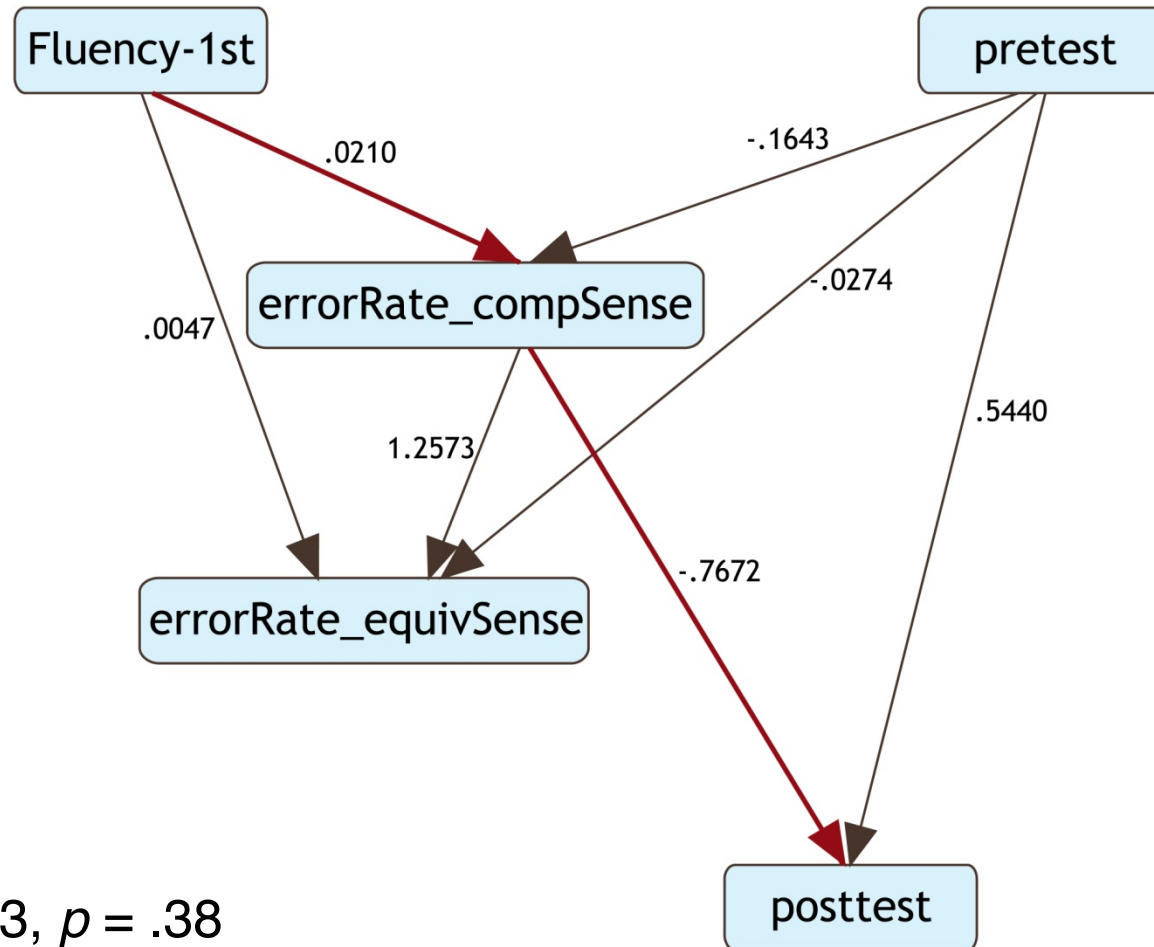 Fluency-1st
pretest
-.1643
.0210
-.0274
errorRate_compSense
.0047
.5440
1.2573
-.7672
errorRate_equivSense
posttest
3, p = .38